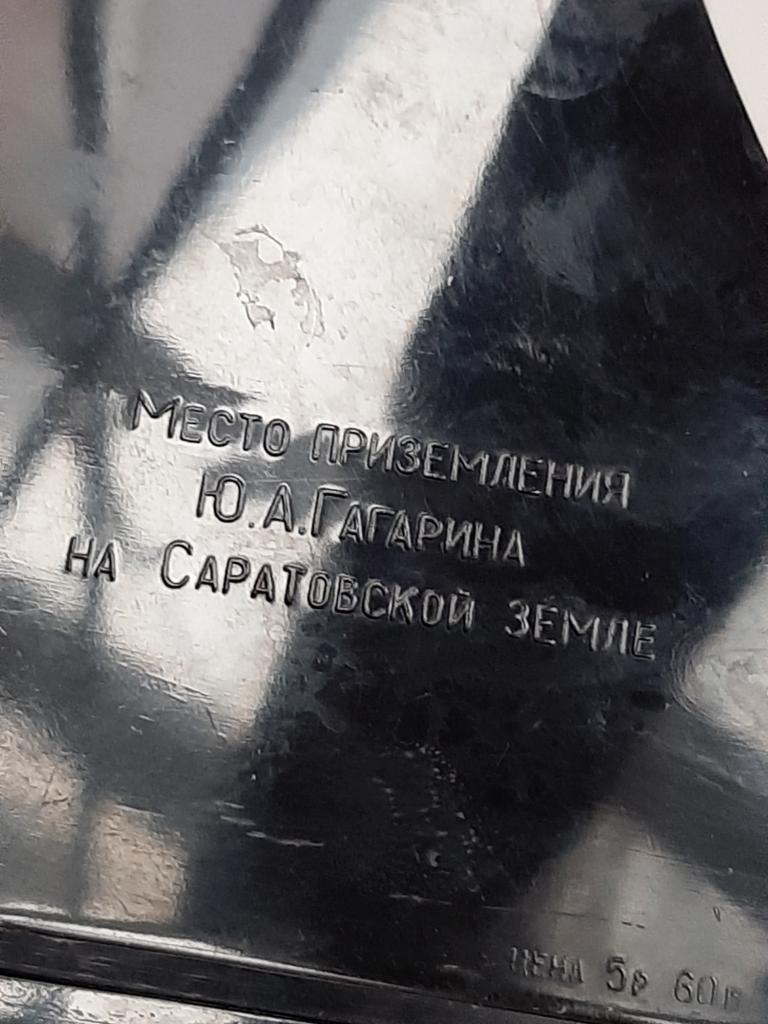 Место приземления
Ю.А.Гагарина
на Саратовской земле
цена 5р 60к